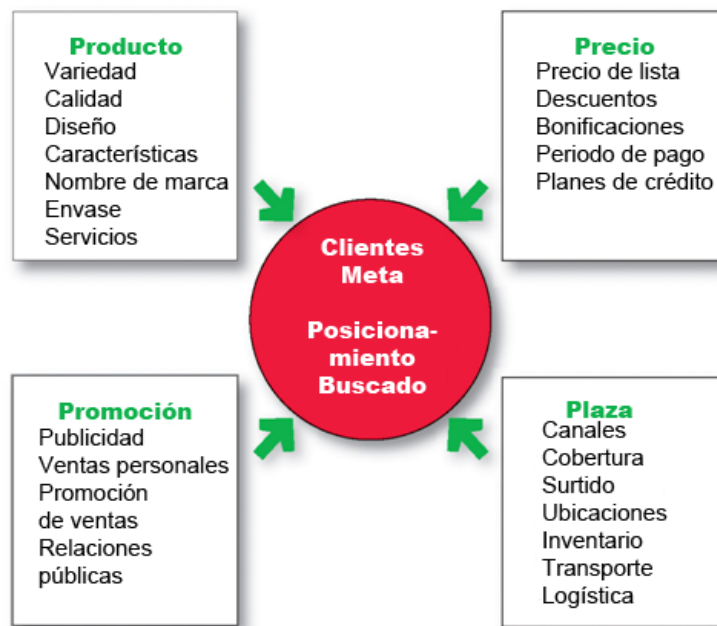 Producto
Variedad
Calidad
Diseño
Características
Nombre de marca
Envase
Servicios
Precio
Precio de lista
Descuentos
Bonificaciones
Periodo de pago
Planes de crédito
Clientes
Meta
Posiciona-
miento
Buscado
Promoción
Publicidad
Ventas personales
Promoción
de ventas
Relaciones
públicas
Plaza
Canales
Cobertura
Surtido
Ubicaciones
Inventario
Transporte
Logística